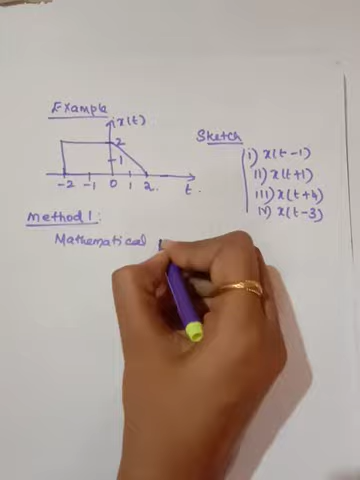 Example
x(t)
2
1
-2 -1 0 1 2. t.
Sketch
i) x(t-1)
ii) x(t+1)
iii) x(t+4)
iv) x(t-3)
Method 1:
Mathematical